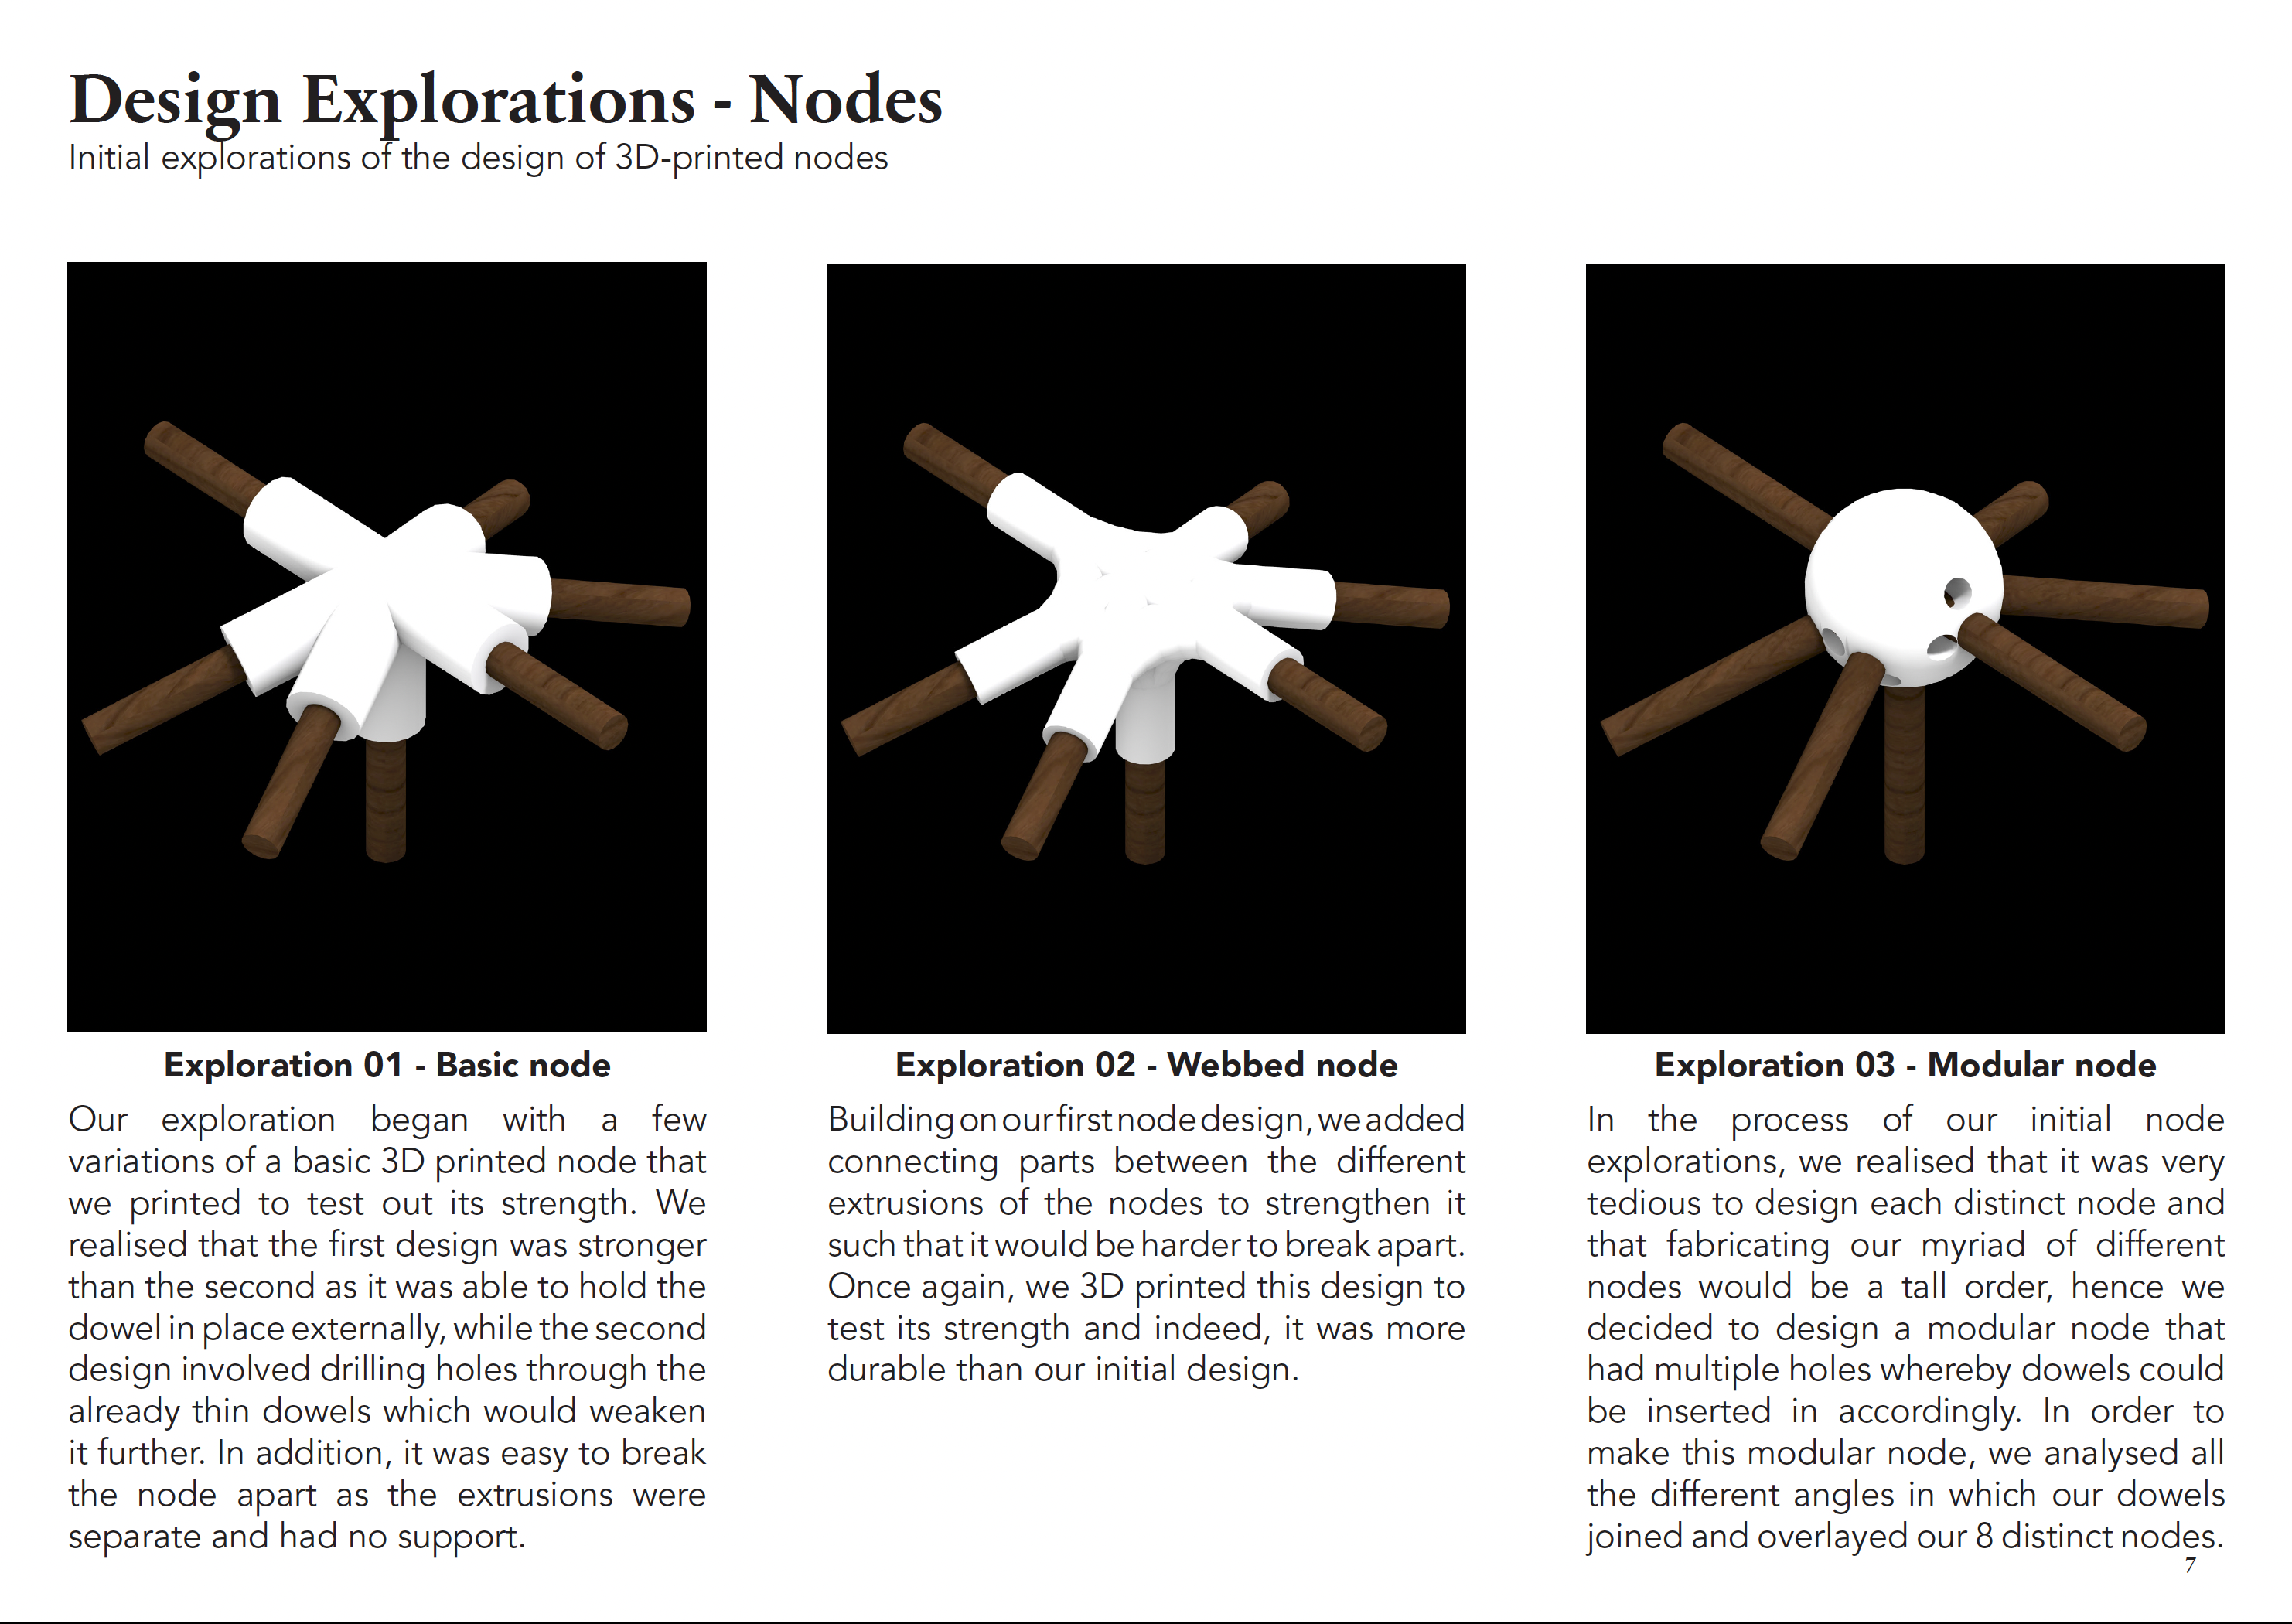 Design Explorations - Nodes
Initial explorations of the design of 3D-printed nodes
Exploration 01 - Basic node
Our exploration began with a few
variations of a basic 3D printed node that
we printed to test out its strength. We
realised that the first design was stronger
than the second as it was able to hold the
dowel in place externally, while the second
design involved drilling holes through the
already thin dowels which would weaken
it further. In addition, it was easy to break
the node apart as the extrusions were
separate and had no support.
Exploration 02 - Webbed node
Building on our first node design, we added
connecting parts between the different
extrusions of the nodes to strengthen it
such that it would be harder to break apart.
Once again, we 3D printed this design to
test its strength and indeed, it was more
durable than our initial design.
Exploration 03 - Modular node
In the process of our initial node
explorations, we realised that it was very
tedious to design each distinct node and
that fabricating our myriad of different
nodes would be a tall order, hence we
decided to design a modular node that
had multiple holes whereby dowels could
be inserted in accordingly. In order to
make this modular node, we analysed all
the different angles in which our dowels
joined and overlayed our 8 distinct nodes.
7